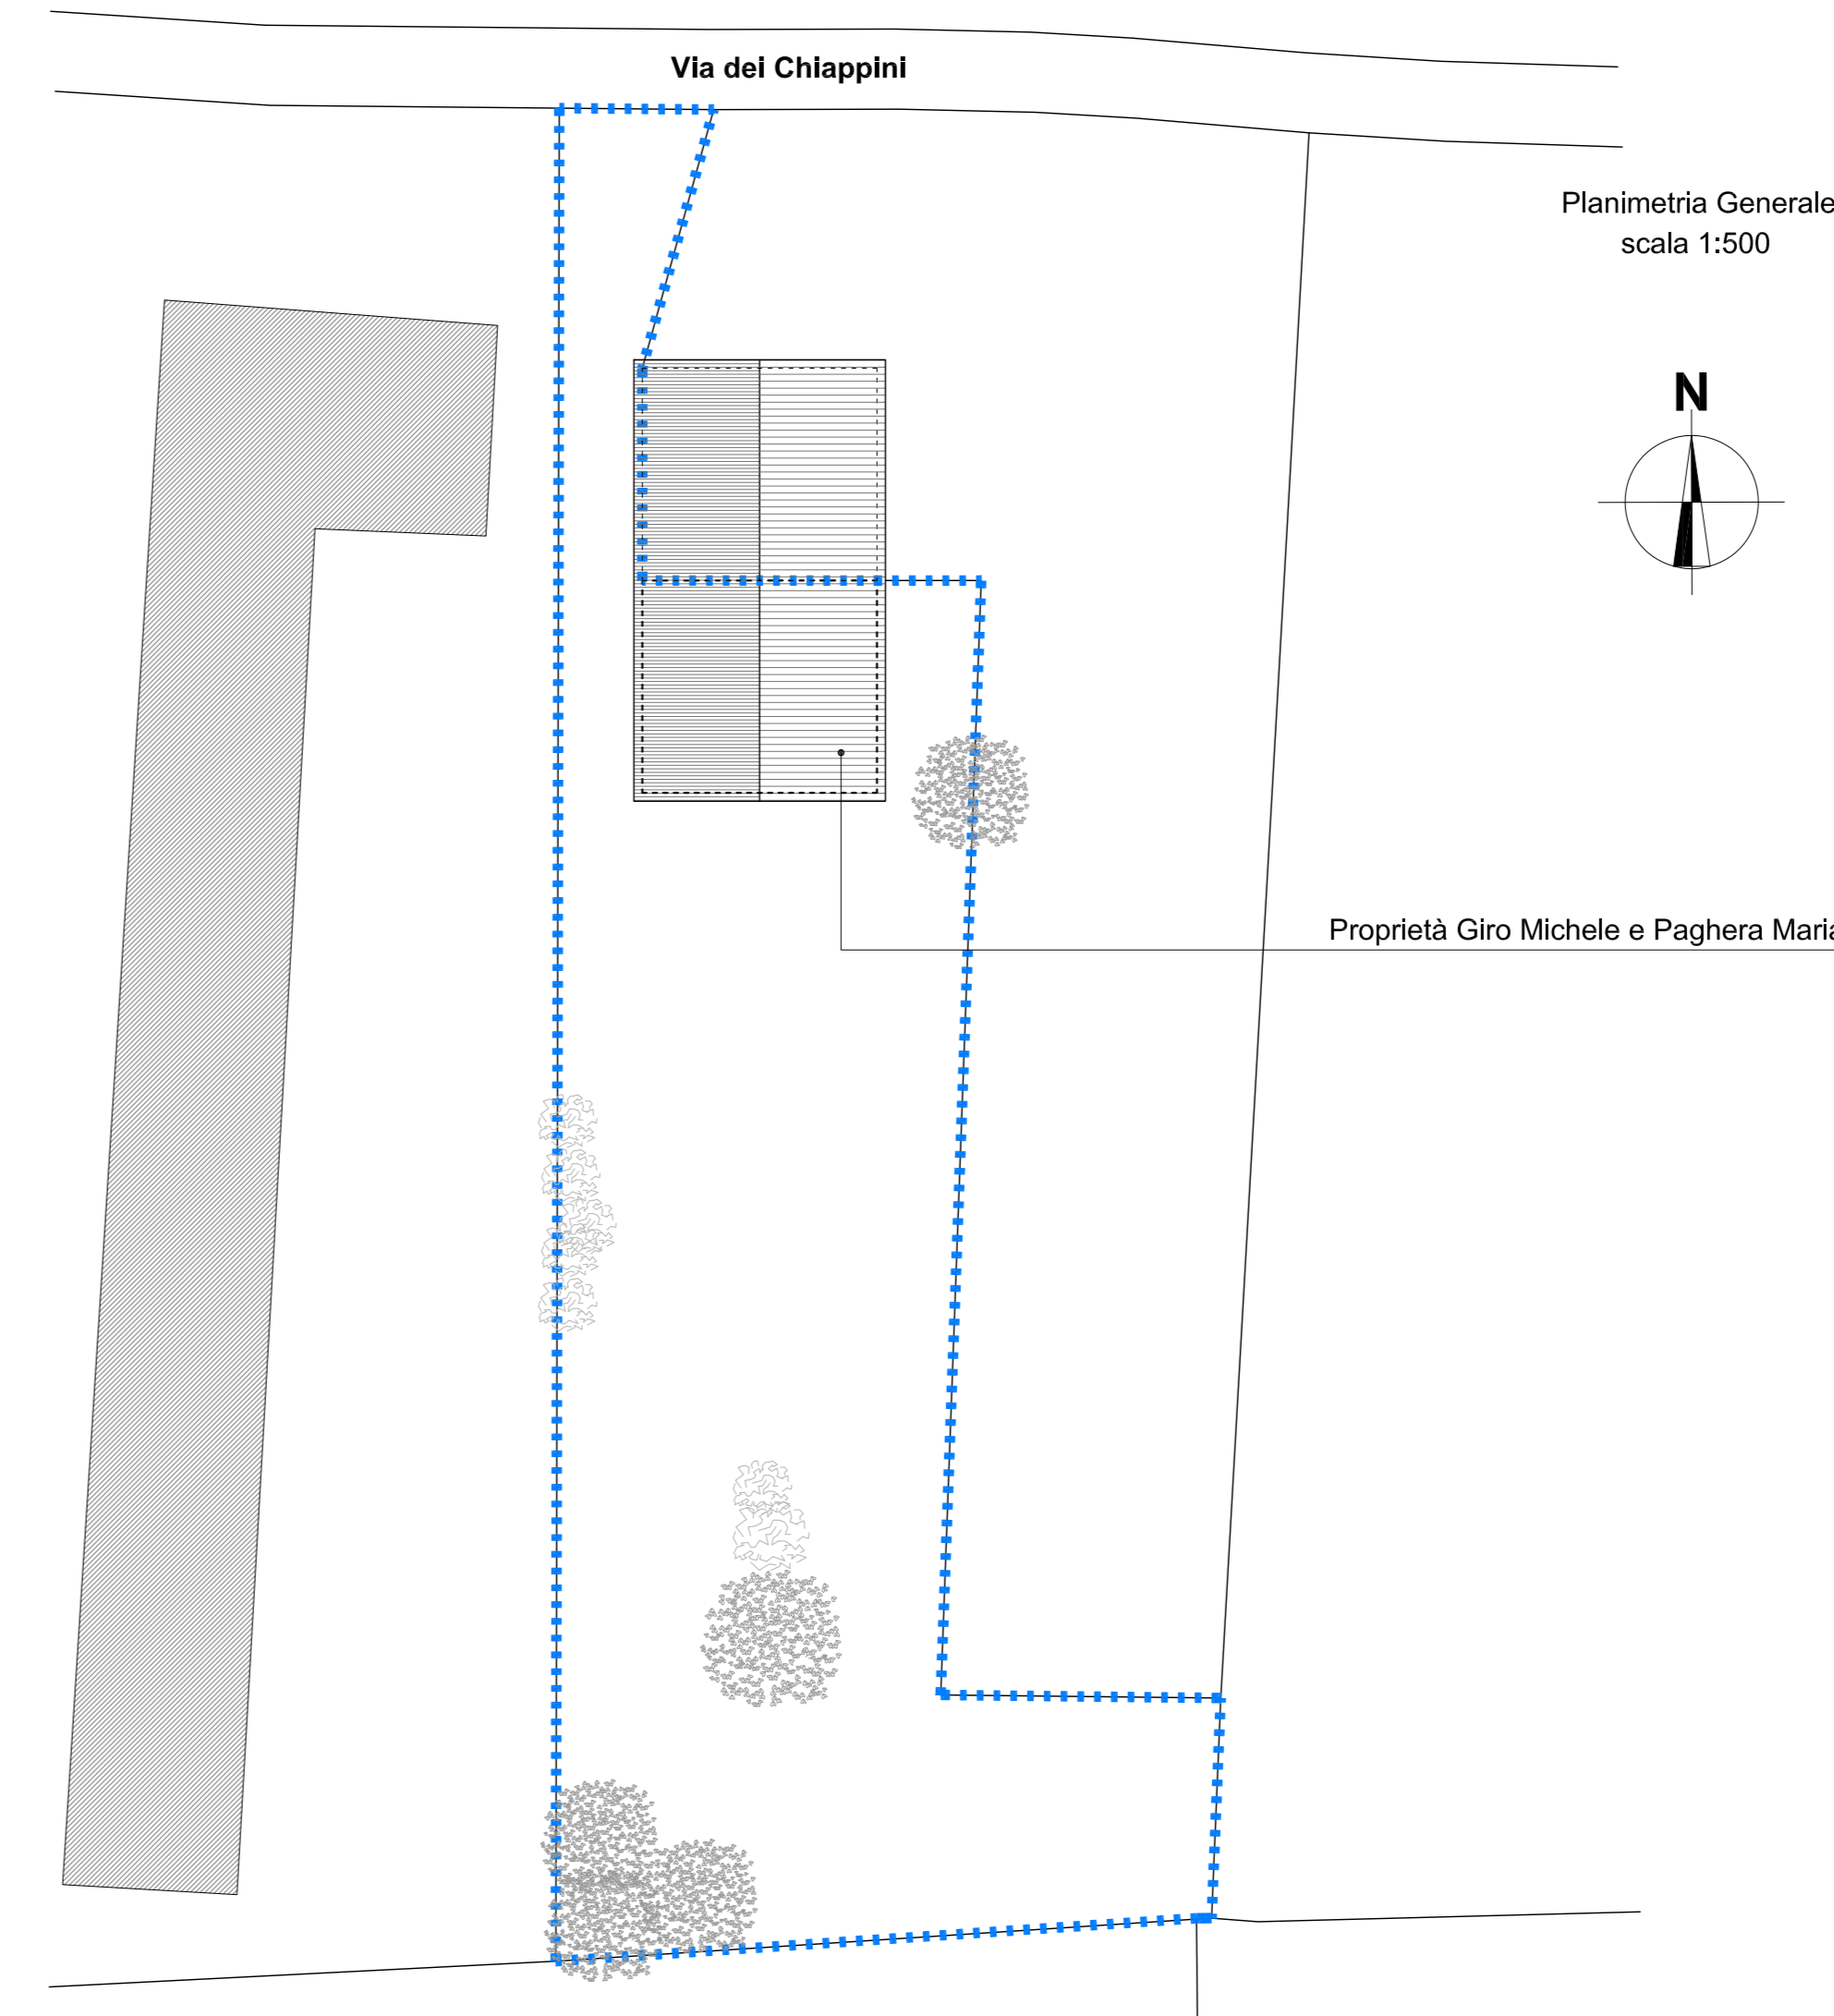 Via dei Chiappini
Planimetria Generale
scala 1:500
N
Proprietà Giro Michele e Paghera Maria